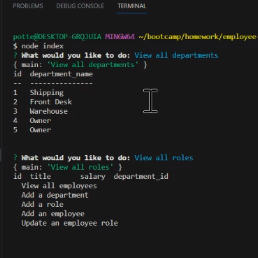 PROBLEMS DEBUG CONSOLE TERMINAL
potte@DESKTOP-GRQJUIA MINGW64 ~/bootcamp/homework/employee
$ node index
? What would you like to do: View all departments
{ main: 'View all departments' }
id department_name
-- ---------------
1 Shipping
2 Front Desk
3 Warehouse
4 Owner
5 Owner
? What would you like to do: View all roles
{ main: 'View all roles' }
id title salary department_id
View all employees
Add a department
Add a role
Add an employee
Update an employee role